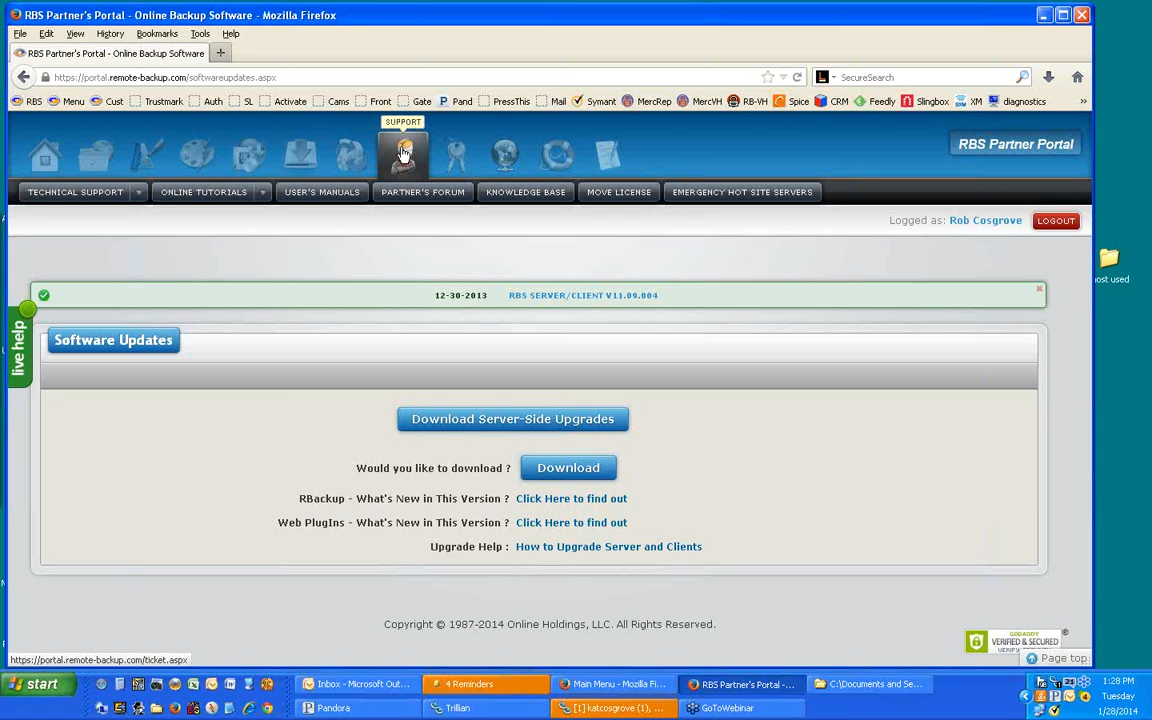 RBS Partner's Portal - Online Backup Software - Mozilla Firefox
File Edit View History Bookmarks Tools Help
RBS Partner's Portal - Online Backup Software +
https://portal.remote-backup.com/softwareupdates.aspx
L SecureSearch
RBS Menu Cust Trustmark Auth SL Activate Cams Front Gate P Pand PressThis Mail Symant MercRep MercVH RB-VH Spice CRM Feedly Slingbox XM diagnostics »
SUPPORT
RBS Partner Portal
TECHNICAL SUPPORT ONLINE TUTORIALS USER'S MANUALS PARTNER'S FORUM KNOWLEDGE BASE MOVE LICENSE EMERGENCY HOT SITE SERVERS
Logged as: Rob Cosgrove LOGOUT
ost used
12-30-2013 RBS SERVER/CLIENT V11.09.004
live help
Software Updates
Download Server-Side Upgrades
Would you like to download ? Download
RBackup - What's New in This Version ? Click Here to find out
Web PlugIns - What's New in This Version ? Click Here to find out
Upgrade Help : How to Upgrade Server and Clients
Copyright © 1987-2014 Online Holdings, LLC. All Rights Reserved.
GODADDY
VERIFIED & SECURED
https://portal.remote-backup.com/ticket.aspx
Page top
start
Inbox - Microsoft Out... 4 Reminders Main Menu - Mozilla Fi... RBS Partner's Portal -... C:\Documents and Se...
1:28 PM
Tuesday
Pandora Trillian [1] katcosgrove (1), ... GoToWebinar
1/28/2014